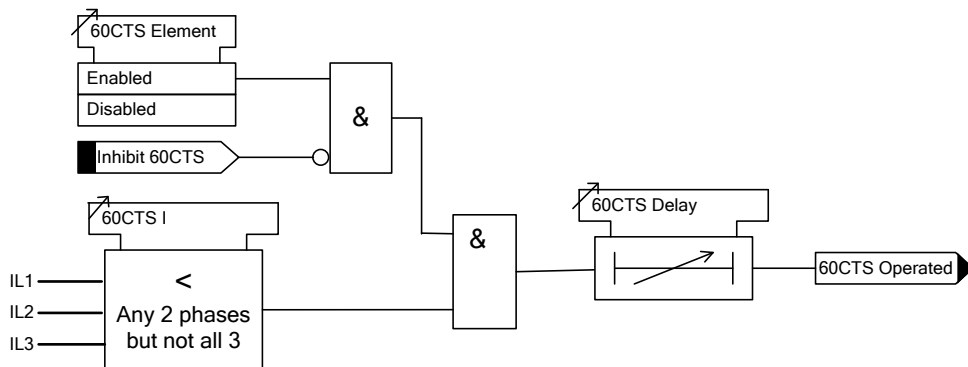 60CTS Element
Enabled
Disabled
&
Inhibit 60CTS
60CTS I
<
Any 2 phases
but not all 3
IL1
IL2
IL3
&
60CTS Delay
60CTS Operated